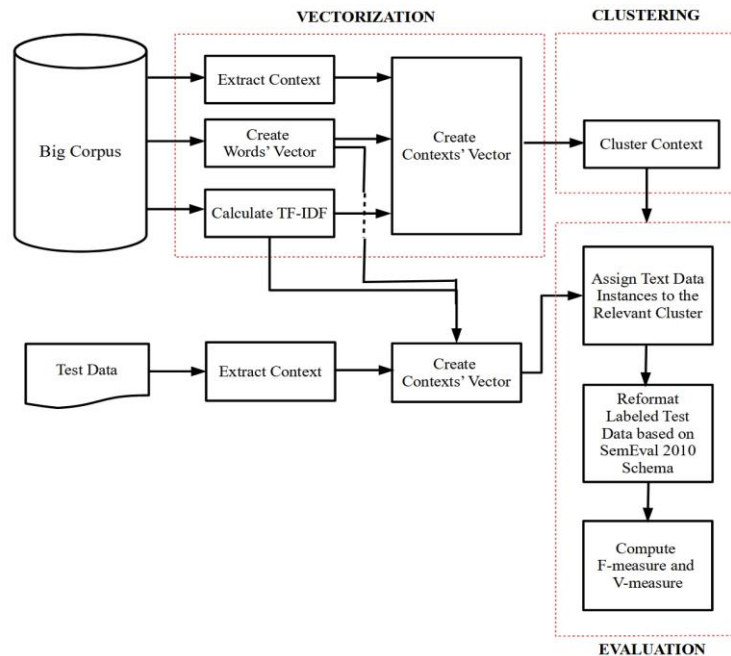 VECTORIZATION
CLUSTERING
Big Corpus
Extract Context
Create
Words' Vector
Calculate TF-IDF
Create
Contexts' Vector
Cluster Context
Test Data
Extract Context
Create
Contexts' Vector
Assign Text Data
Instances to the
Relevant Cluster
Reformat
Labeled Test
Data based on
SemEval 2010
Schema
Compute
F-measure and
V-measure
EVALUATION